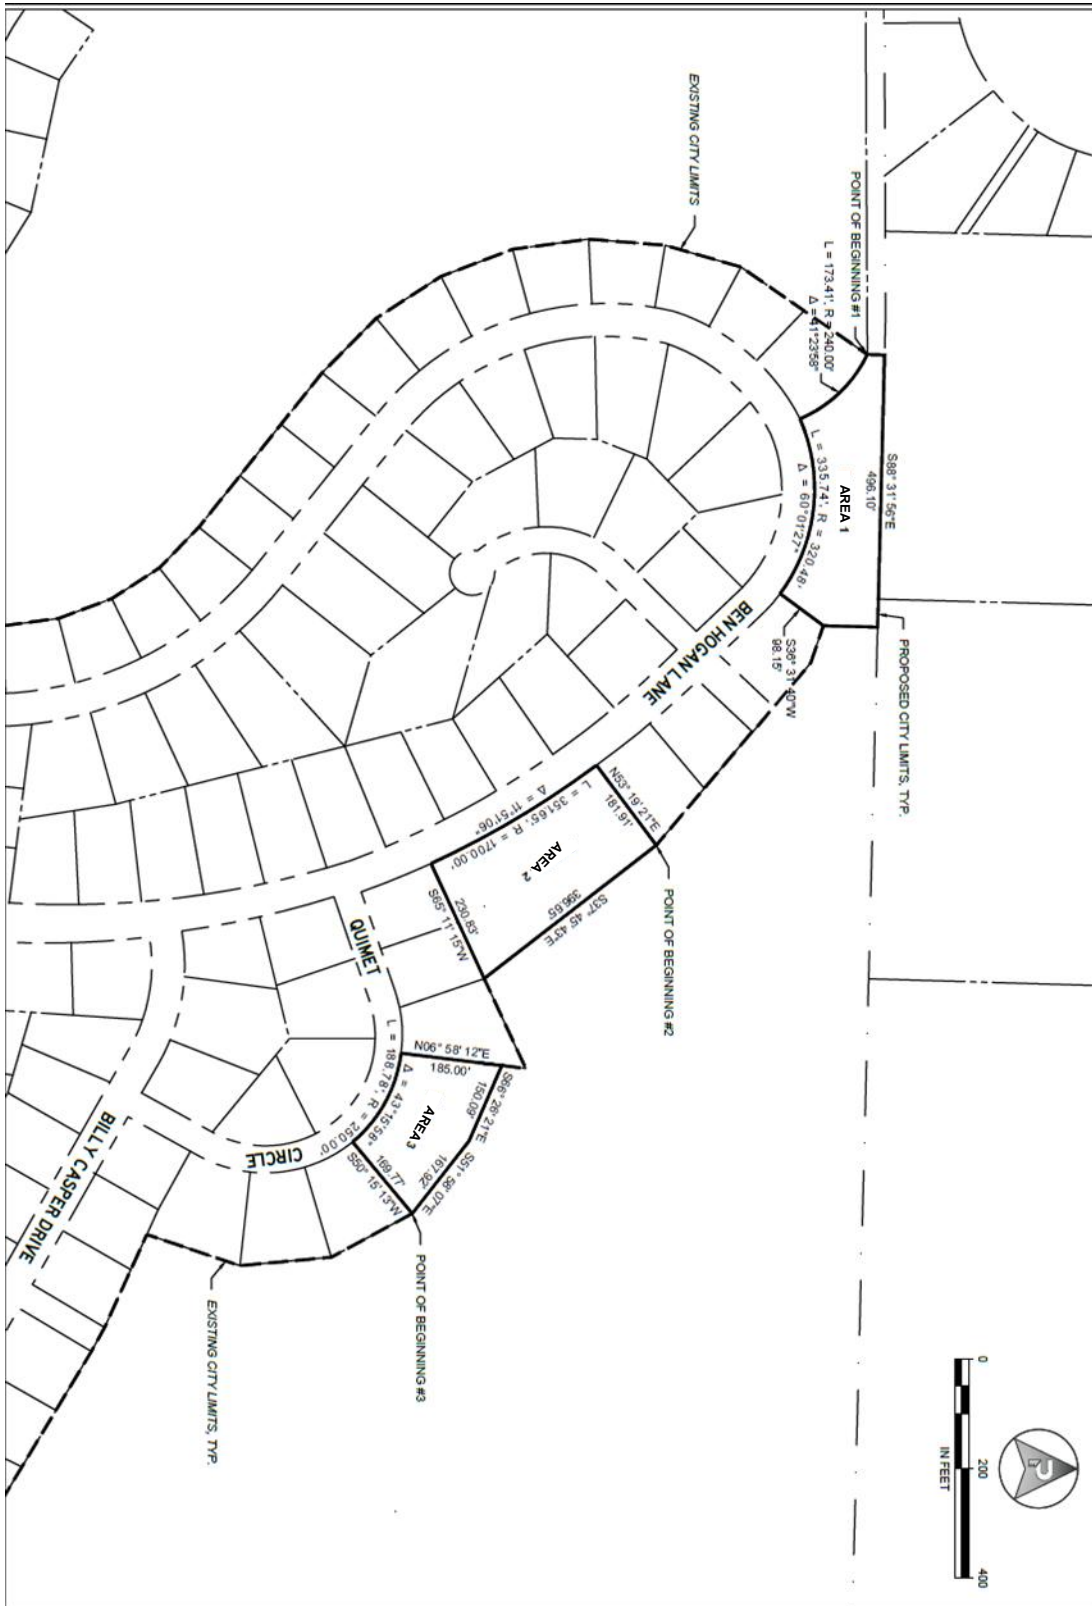 EXISTING CITY LIMITS
POINT OF BEGINNING #1
L = 173.41', R = 240.00'
Δ = 41°23'58"
S88° 31' 56"E
496.10'
AREA 1
L = 335.74', R = 320.48'
Δ = 60°01'27"
PROPOSED CITY LIMITS, TYP.
S36° 31' 40"W
98.15'
BEN HOGAN LANE
N53° 19' 21"E
181.91'
L = 351.65', R = 1700.00'
Δ = 11°51'06"
AREA 2
S37° 45' 43"E
396.65'
POINT OF BEGINNING #2
230.83'
S65° 11' 15"W
QUIMET
CIRCLE
N06° 58' 12"E
185.00'
S66° 26' 21"E
150.09'
L = 188.78', R = 250.00'
Δ = 43°15'58"
AREA 3
S51° 58' 07"E
167.92'
169.77'
S50° 15' 13"W
POINT OF BEGINNING #3
BILLY CASPER DRIVE
EXISTING CITY LIMITS, TYP.
0 200 400
IN FEET